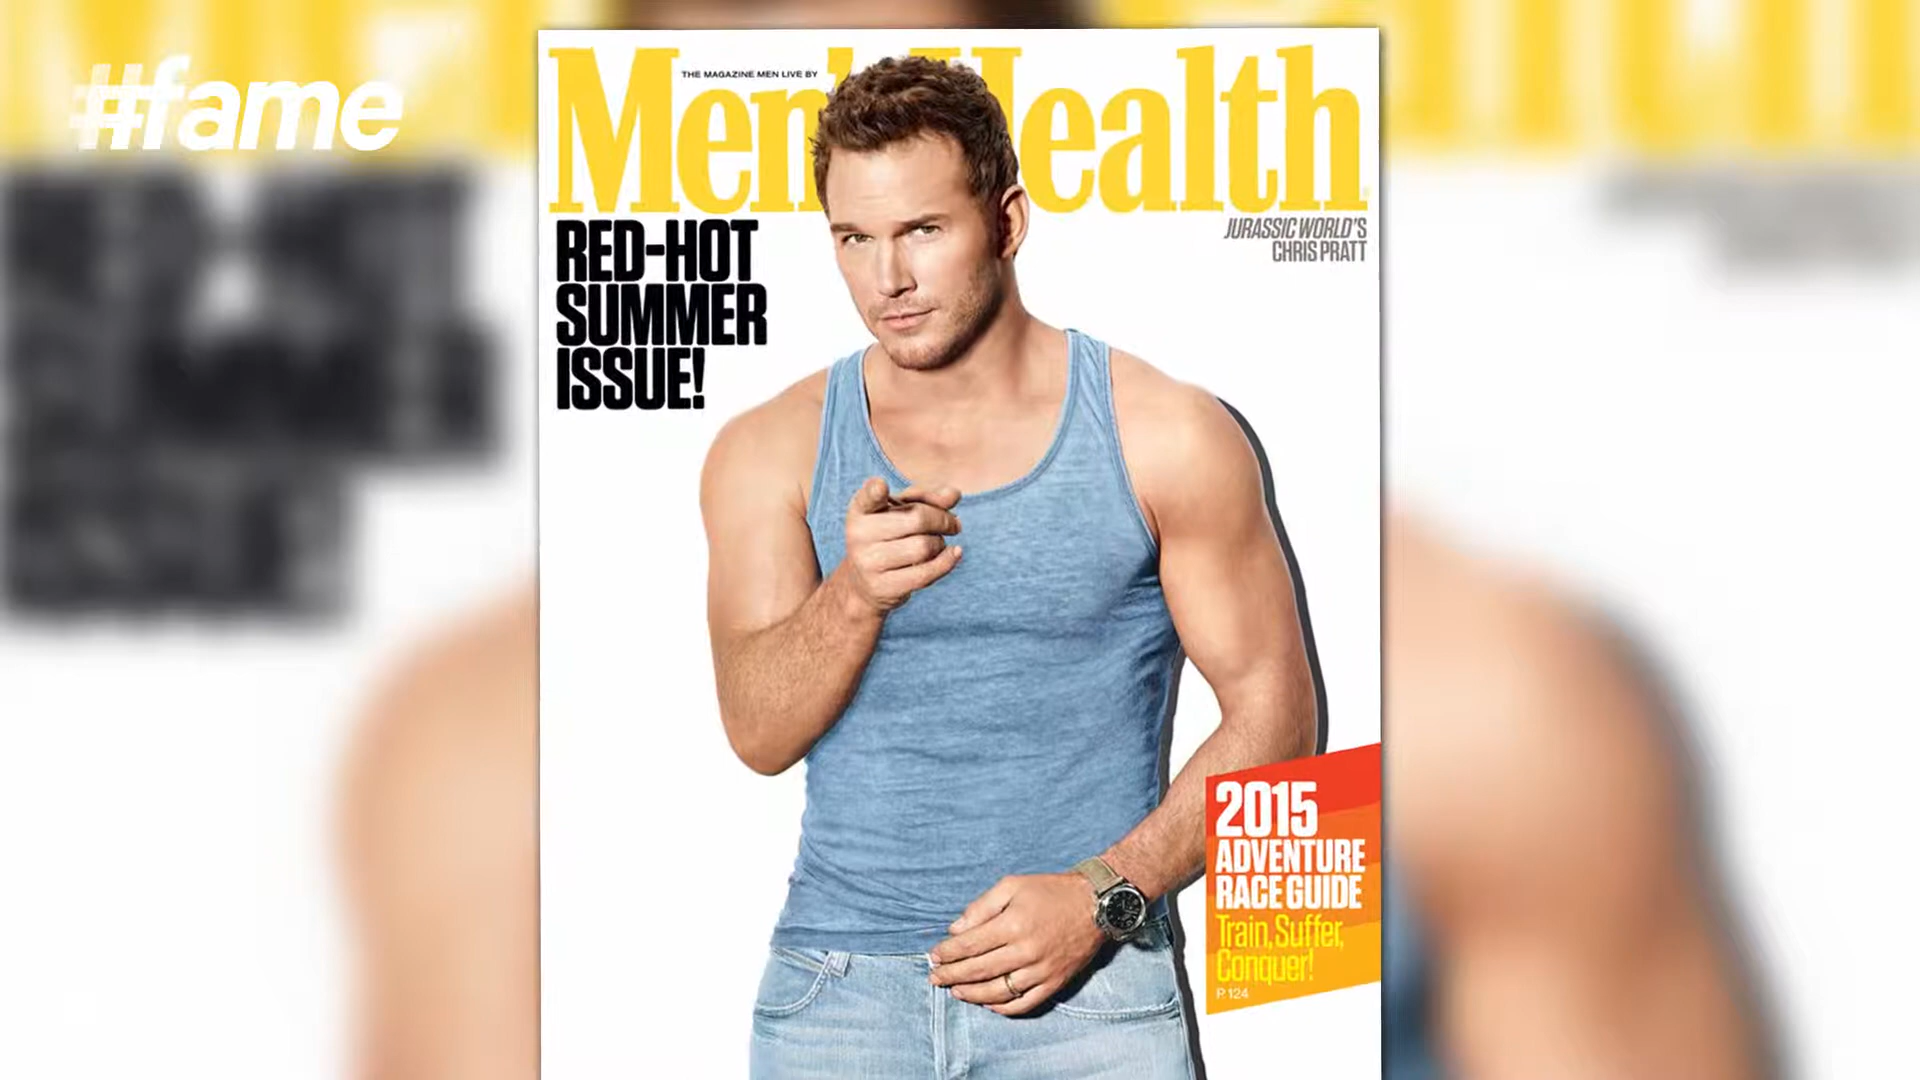 #fame
THE MAGAZINE MEN LIVE BY
Men's Health
RED-HOT
SUMMER
ISSUE!
JURASSIC WORLD'S
CHRIS PRATT
2015
ADVENTURE
RACE GUIDE
Train, Suffer,
Conquer!
P. 124